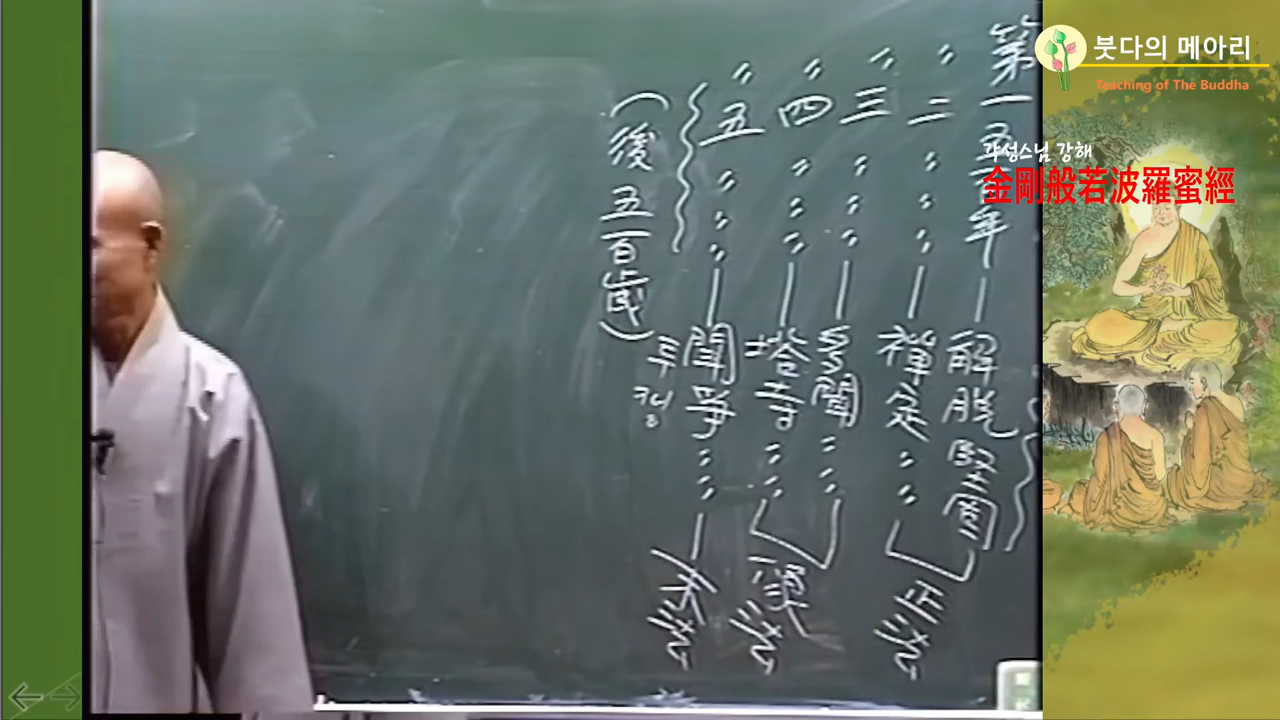 붓다의 메아리
Teaching of The Buddha
각성스님 강해
金剛般若波羅蜜經
第一五百年 — 解脫堅固
〃二〃〃〃 — 禪定〃〃 正法
〃三〃〃〃 — 多聞〃〃
〃四〃〃〃 — 塔寺〃〃 像法
〃五〃〃〃 — 鬪爭〃〃 — 末法
투쟁
(後五百歲)